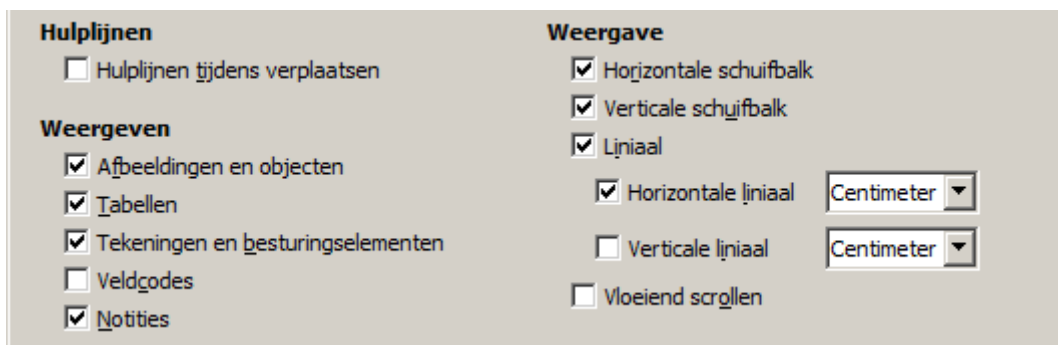 Hulplijnen
Hulplijnen tijdens verplaatsen
Weergeven
Afbeeldingen en objecten
Tabellen
Tekeningen en besturingselementen
Veldcodes
Notities
Weergave
Horizontale schuifbalk
Verticale schuifbalk
Liniaal
Horizontale liniaal Centimeter
Verticale liniaal Centimeter
Vloeiend scrollen